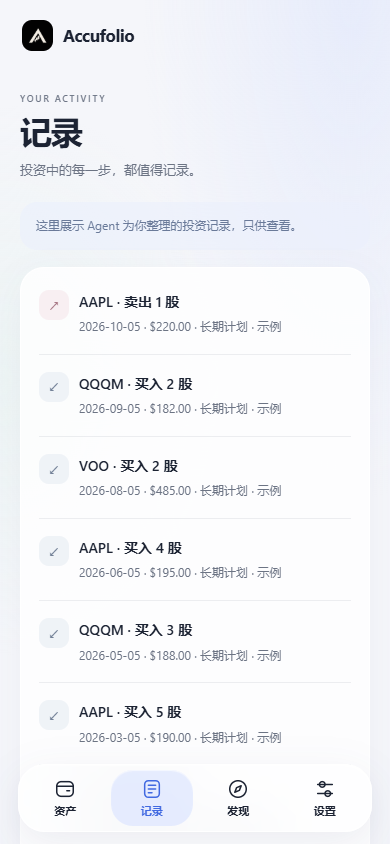 Accufolio
YOUR ACTIVITY
记录
投资中的每一步，都值得记录。
这里展示 Agent 为你整理的投资记录，只供查看。
AAPL · 卖出 1 股
2026-10-05 · $220.00 · 长期计划 · 示例
QQQM · 买入 2 股
2026-09-05 · $182.00 · 长期计划 · 示例
VOO · 买入 2 股
2026-08-05 · $485.00 · 长期计划 · 示例
AAPL · 买入 4 股
2026-06-05 · $195.00 · 长期计划 · 示例
QQQM · 买入 3 股
2026-05-05 · $188.00 · 长期计划 · 示例
AAPL · 买入 5 股
2026-03-05 · $190.00 · 长期计划 · 示例
资产
记录
发现
设置